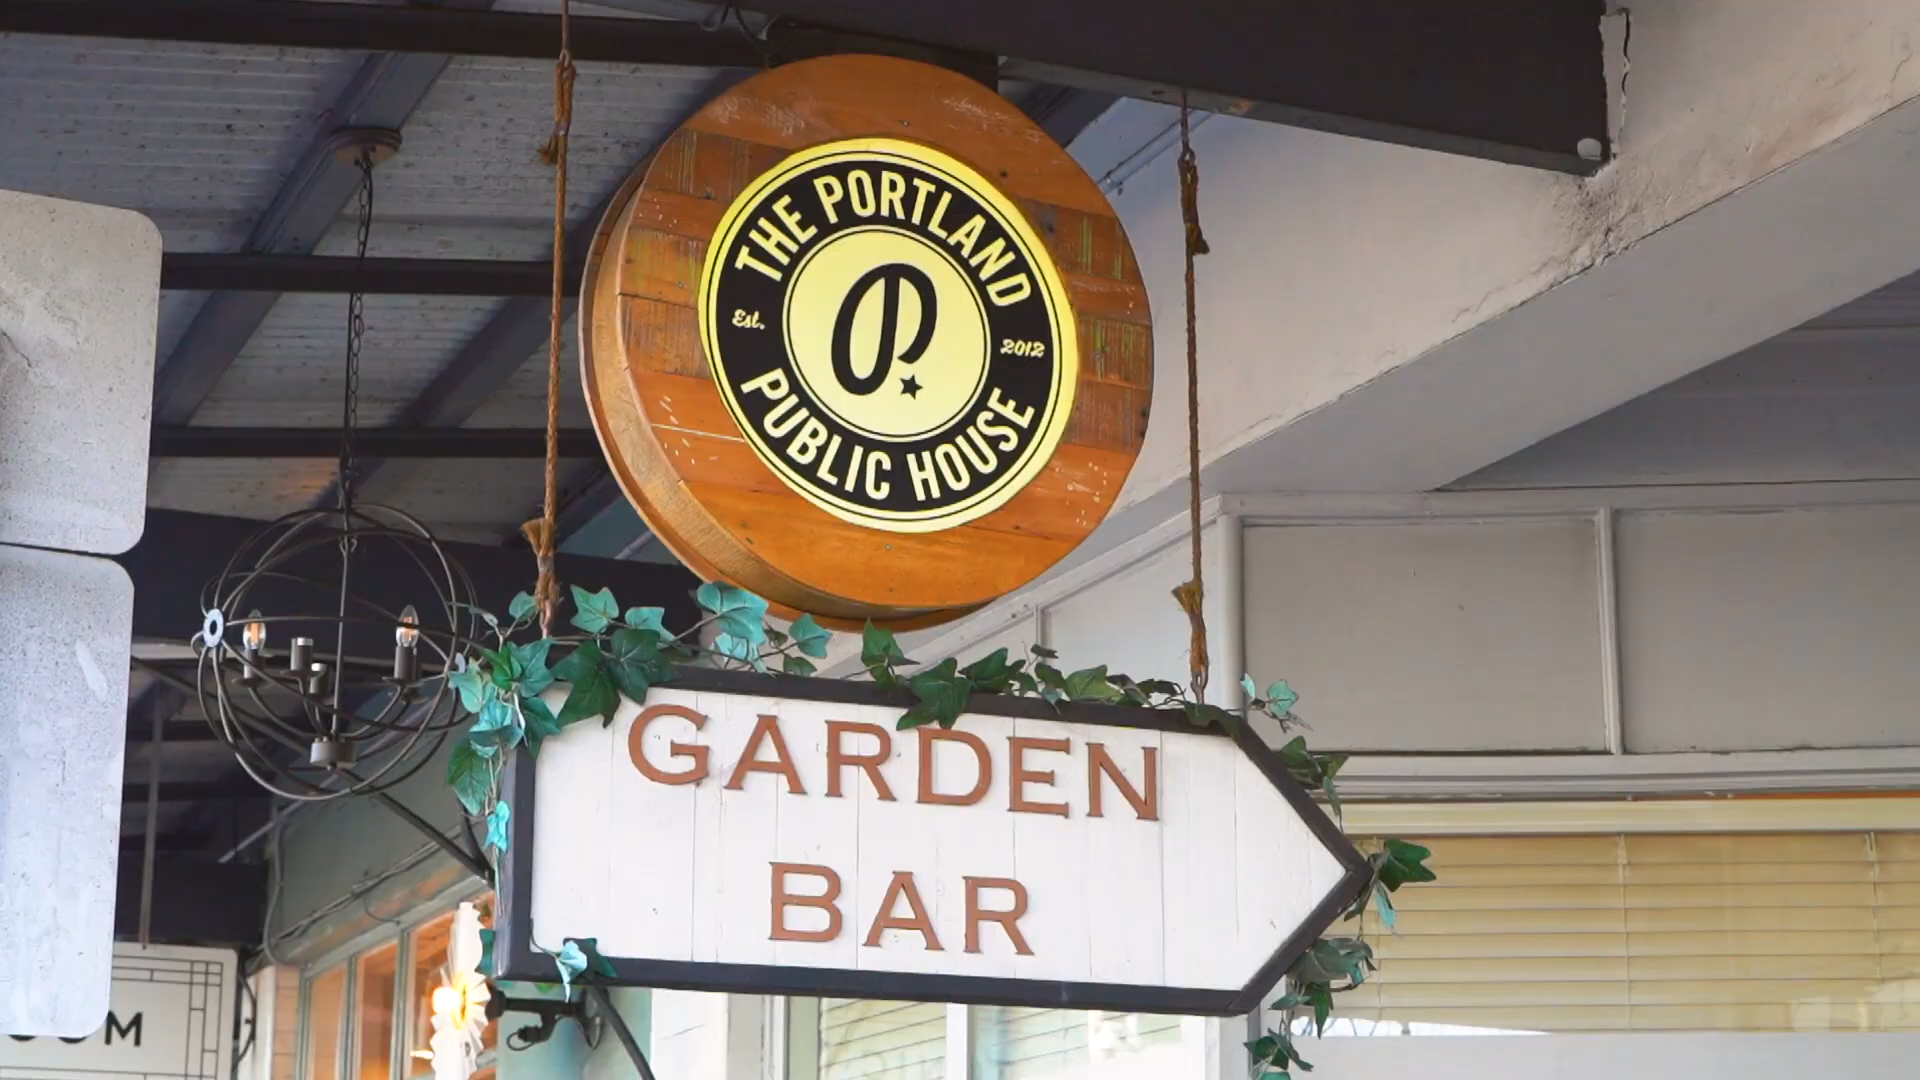 THE PORTLAND
Est. 2012
P.
PUBLIC HOUSE
GARDEN
BAR